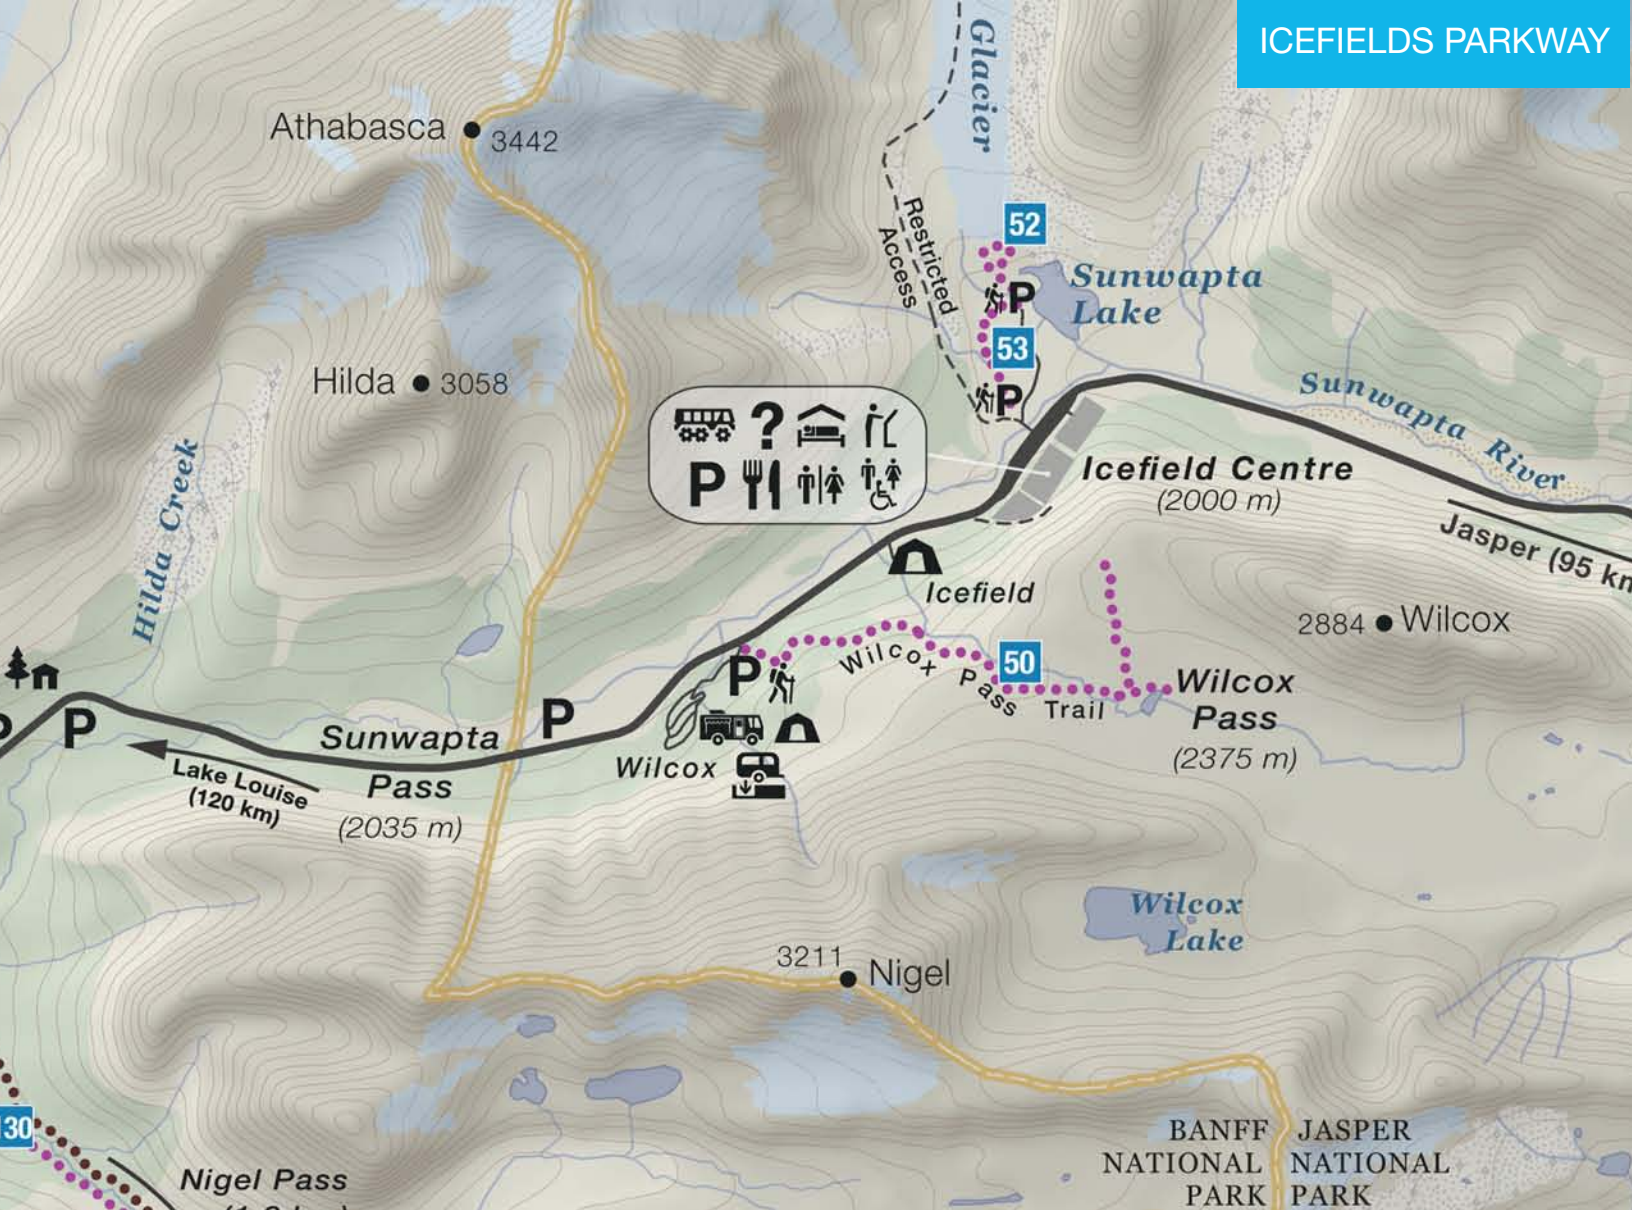 ICEFIELDS PARKWAY
Glacier
Athabasca
3442
Restricted
Access
52
P
Sunwapta
Lake
53
P
Hilda
3058
Sunwapta River
?
P
Icefield Centre
(2000 m)
Jasper (95 km
Hilda Creek
Icefield
2884
Wilcox
Wilcox Pass Trail
50
P
Wilcox
Pass
(2375 m)
P
P
P
Sunwapta
Pass
(2035 m)
Lake Louise
(120 km)
Wilcox
Wilcox
Lake
3211
Nigel
130
BANFF
NATIONAL
PARK
JASPER
NATIONAL
PARK
Nigel Pass